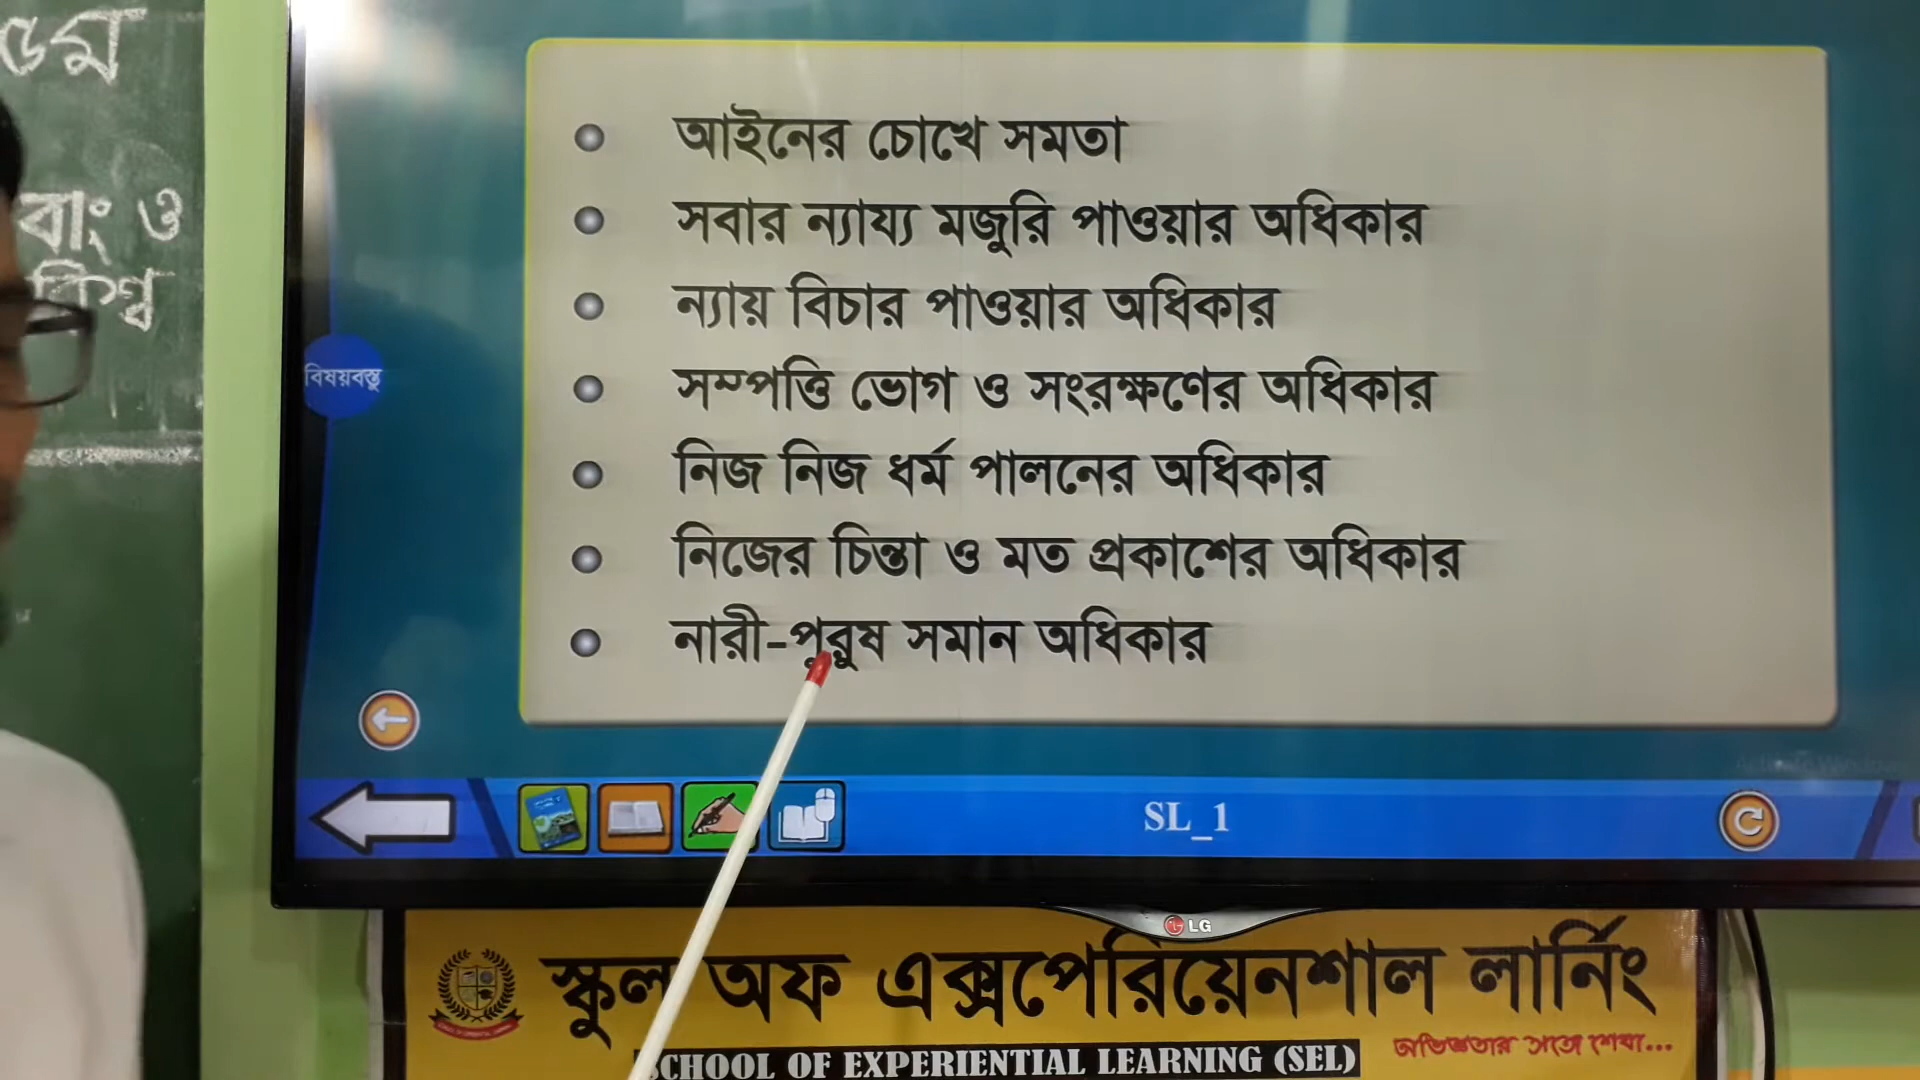 ৫ম
বাং ও
বিশ্ব
আইনের চোখে সমতা
সবার ন্যায্য মজুরি পাওয়ার অধিকার
ন্যায় বিচার পাওয়ার অধিকার
সম্পত্তি ভোগ ও সংরক্ষণের অধিকার
নিজ নিজ ধর্ম পালনের অধিকার
নিজের চিন্তা ও মত প্রকাশের অধিকার
নারী-পুরুষ সমান অধিকার
বিষয়বস্তু
SL_1
LG
স্কুল অফ এক্সপেরিয়েনশাল লার্নিং
SCHOOL OF EXPERIENTIAL LEARNING (SEL)
অভিজ্ঞতার সাথে শেখা...